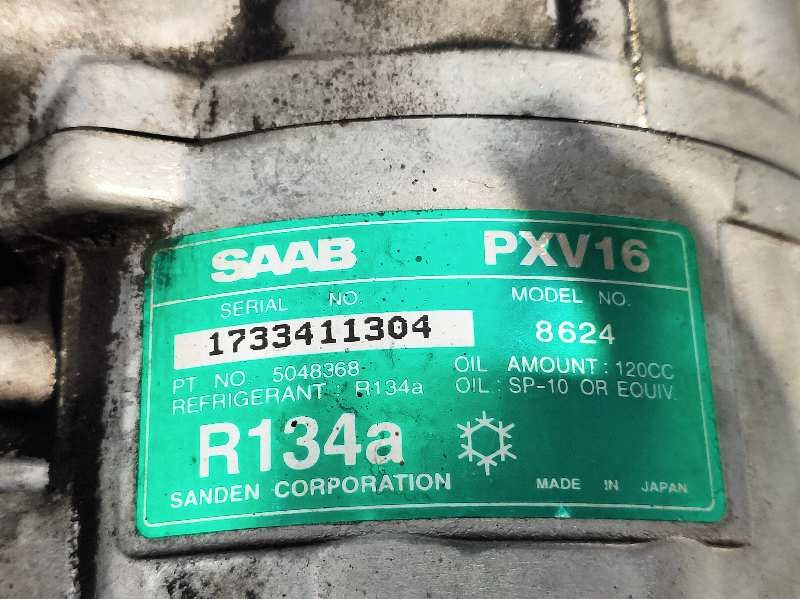 SAAB PXV16
SERIAL NO. MODEL NO.
1733411304 8624
PT NO 5048368 OIL AMOUNT : 120CC
REFRIGERANT : R134a OIL : SP-10 OR EQUIV.
R134a
SANDEN CORPORATION MADE IN JAPAN